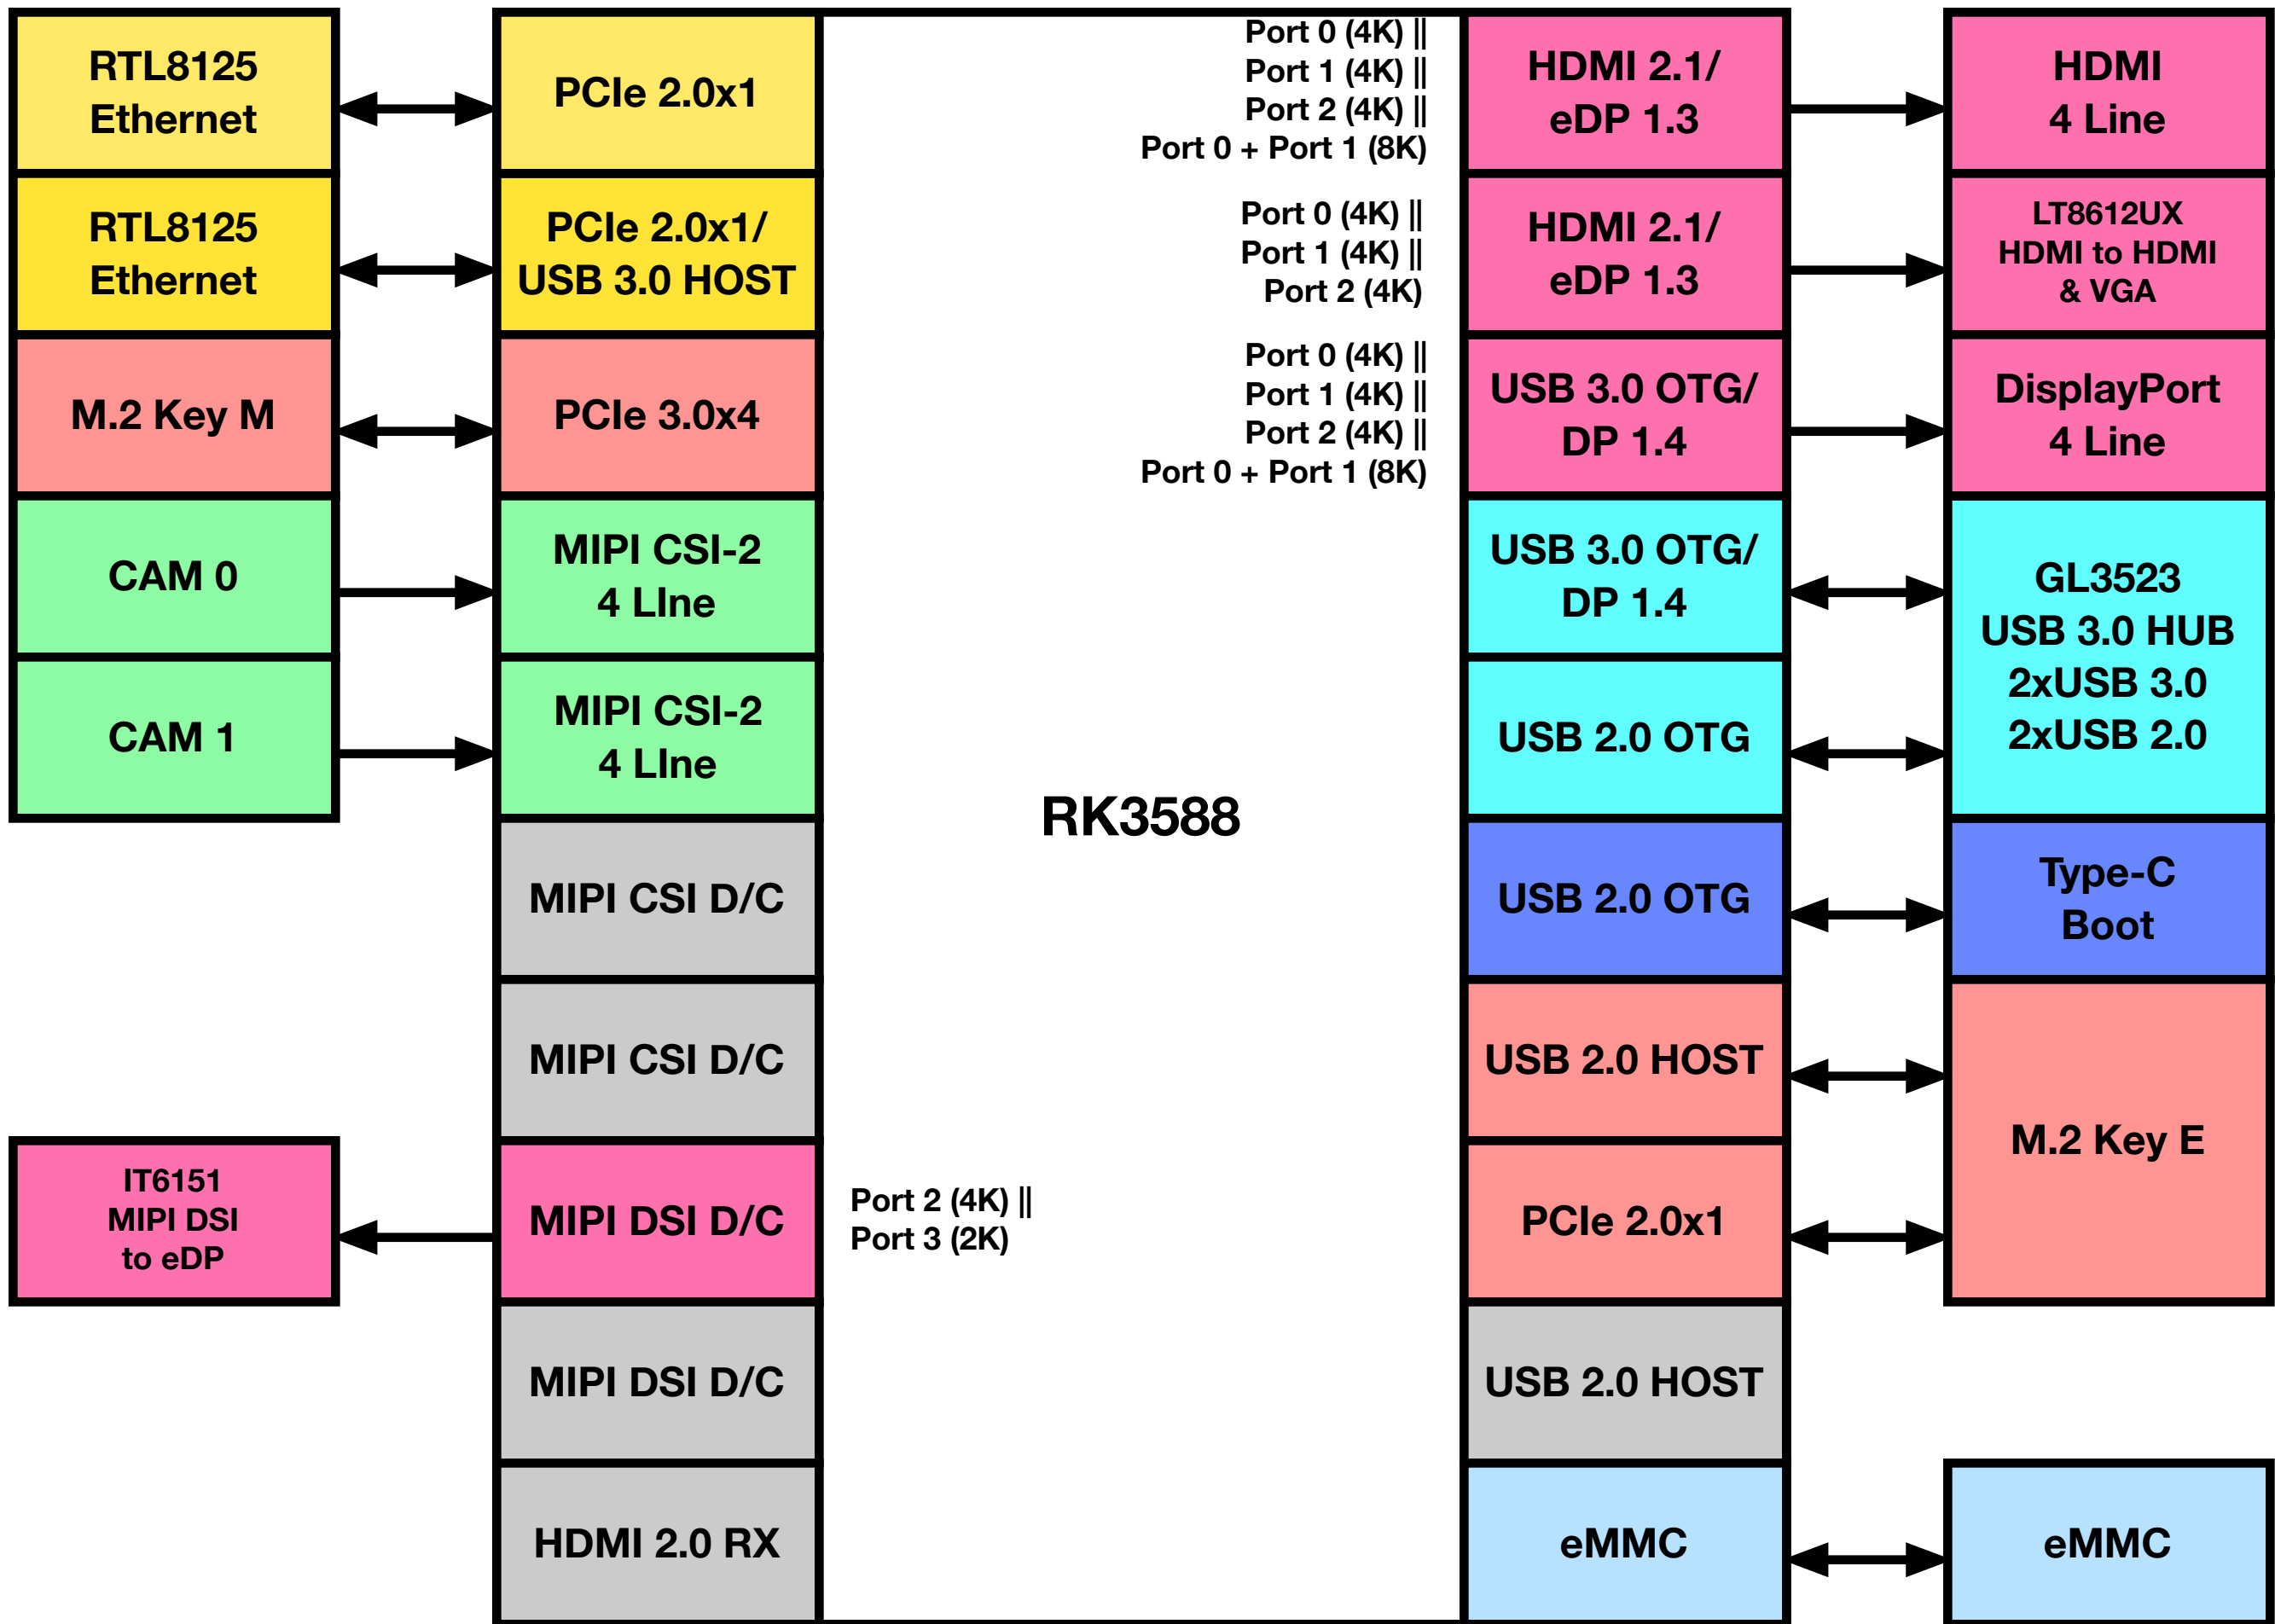 RTL8125
Ethernet
RTL8125
Ethernet
M.2 Key M
CAM 0
CAM 1
IT6151
MIPI DSI
to eDP
PCIe 2.0x1
PCIe 2.0x1/
USB 3.0 HOST
PCIe 3.0x4
MIPI CSI-2
4 LIne
MIPI CSI-2
4 LIne
MIPI CSI D/C
MIPI CSI D/C
MIPI DSI D/C
MIPI DSI D/C
HDMI 2.0 RX
Port 2 (4K) ||
Port 3 (2K)
RK3588
Port 0 (4K) ||
Port 1 (4K) ||
Port 2 (4K) ||
Port 0 + Port 1 (8K)
Port 0 (4K) ||
Port 1 (4K) ||
Port 2 (4K)
Port 0 (4K) ||
Port 1 (4K) ||
Port 2 (4K) ||
Port 0 + Port 1 (8K)
HDMI 2.1/
eDP 1.3
HDMI 2.1/
eDP 1.3
USB 3.0 OTG/
DP 1.4
USB 3.0 OTG/
DP 1.4
USB 2.0 OTG
USB 2.0 OTG
USB 2.0 HOST
PCIe 2.0x1
USB 2.0 HOST
eMMC
HDMI
4 Line
LT8612UX
HDMI to HDMI
& VGA
DisplayPort
4 Line
GL3523
USB 3.0 HUB
2xUSB 3.0
2xUSB 2.0
Type-C
Boot
M.2 Key E
eMMC